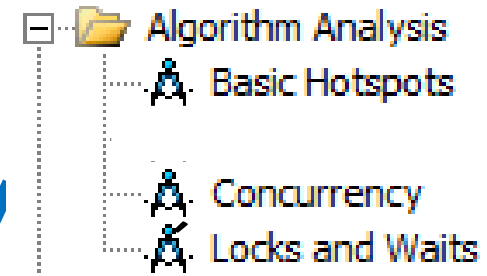 Algorithm Analysis
Basic Hotspots
Concurrency
Locks and Waits